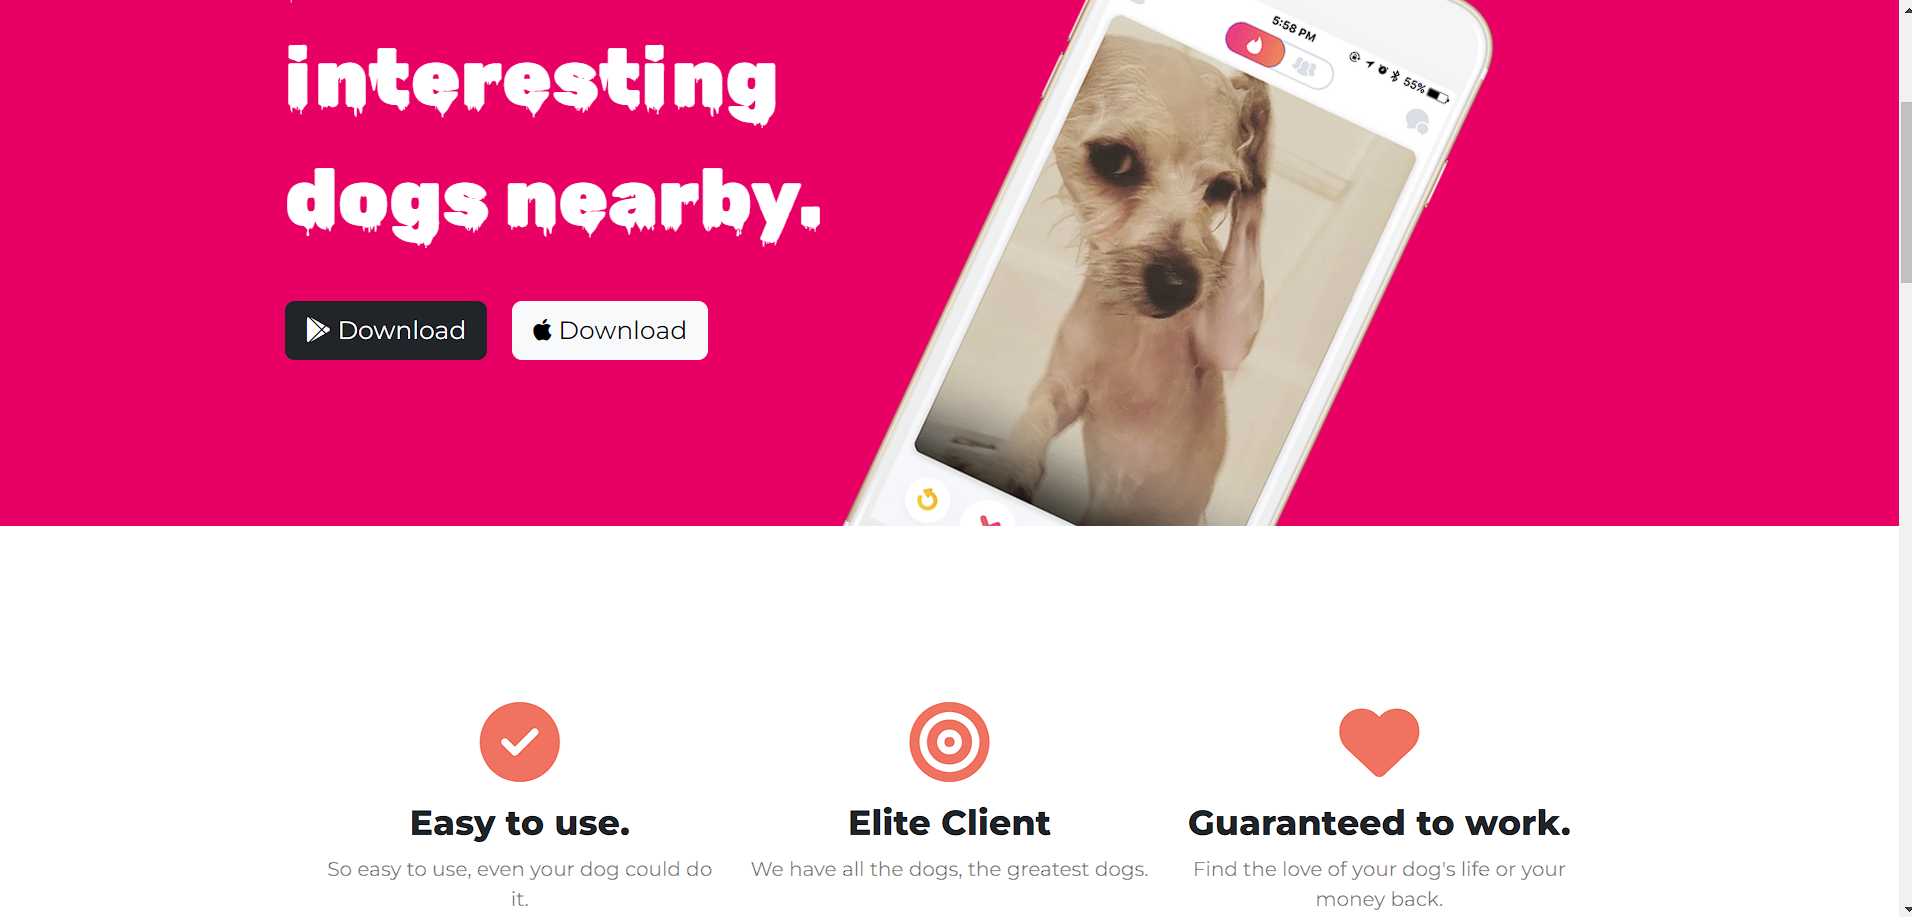 interesting
dogs nearby.
Download
Download
5:58 PM
55%
Easy to use.
So easy to use, even your dog could do
it.
Elite Client
We have all the dogs, the greatest dogs.
Guaranteed to work.
Find the love of your dog's life or your
money back.